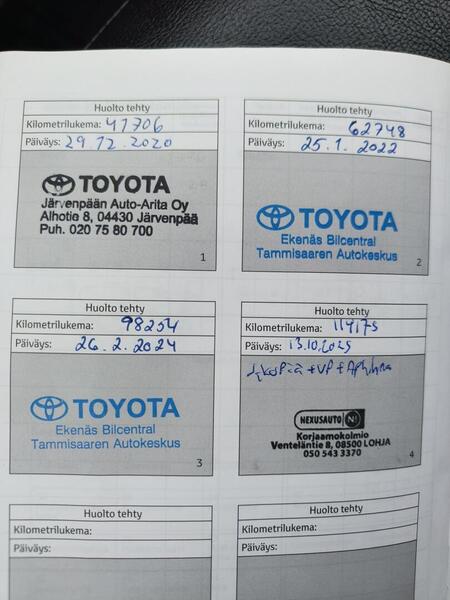 Huolto tehty
Kilometrilukema: 41706
Päiväys: 29.12.2020
TOYOTA
Järvenpään Auto-Arita Oy
Alhotie 8, 04430 Järvenpää
Puh. 020 75 80 700
1
Huolto tehty
Kilometrilukema: 62748
Päiväys: 25.1.2022
TOYOTA
Ekenäs Bilcentral
Tammisaaren Autokeskus
2
Huolto tehty
Kilometrilukema: 98254
Päiväys: 26.2.2024
TOYOTA
Ekenäs Bilcentral
Tammisaaren Autokeskus
3
Huolto tehty
Kilometrilukema: 114175
Päiväys: 13.10.2025
NEXUSAUTO N!
Korjaamokolmio
Venteläntie 8, 08500 LOHJA
050 543 3370
4
Huolto tehty
Kilometrilukema:
Päiväys:
Huolto tehty
Kilometrilukema:
Päiväys: